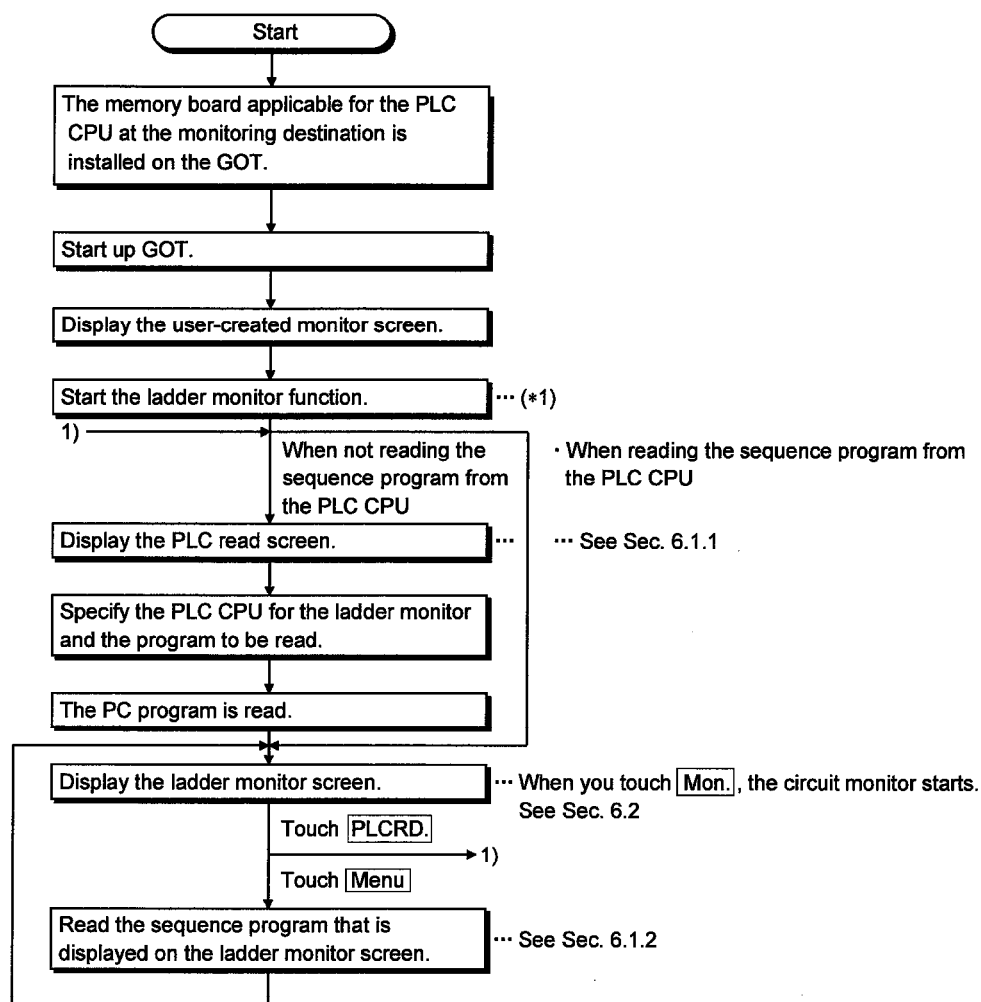 Start
The memory board applicable for the PLC
CPU at the monitoring destination is
installed on the GOT.
Start up GOT.
Display the user-created monitor screen.
Start the ladder monitor function. ··· (*1)
1)
When not reading the
sequence program from
the PLC CPU
· When reading the sequence program from
the PLC CPU
Display the PLC read screen. ··· ··· See Sec. 6.1.1
Specify the PLC CPU for the ladder monitor
and the program to be read.
The PC program is read.
Display the ladder monitor screen. ··· When you touch Mon. , the circuit monitor starts.
See Sec. 6.2
Touch PLCRD.
1)
Touch Menu
Read the sequence program that is
displayed on the ladder monitor screen. ··· See Sec. 6.1.2